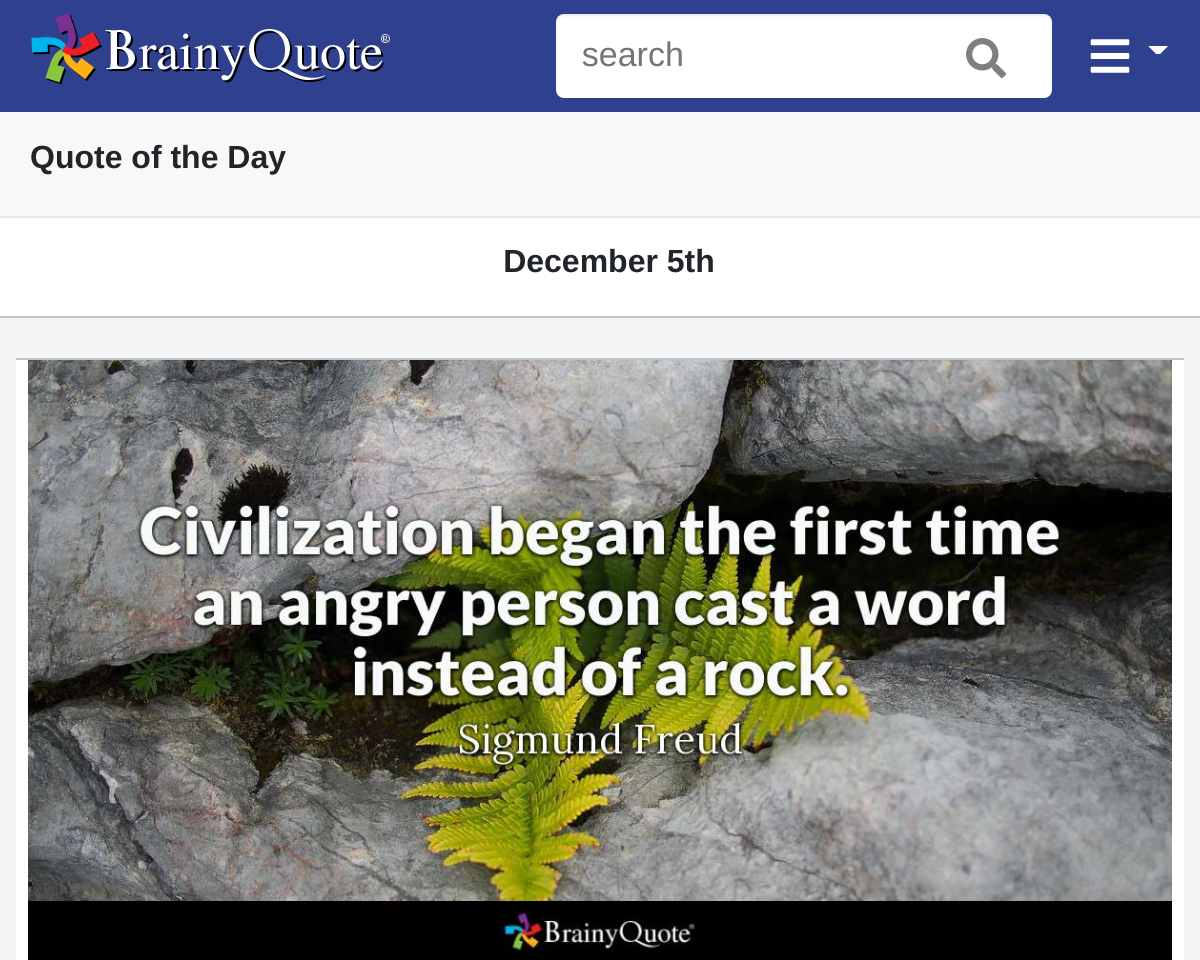 BrainyQuote®
search
Quote of the Day
December 5th
Civilization began the first time
an angry person cast a word
instead of a rock.
Sigmund Freud
BrainyQuote®